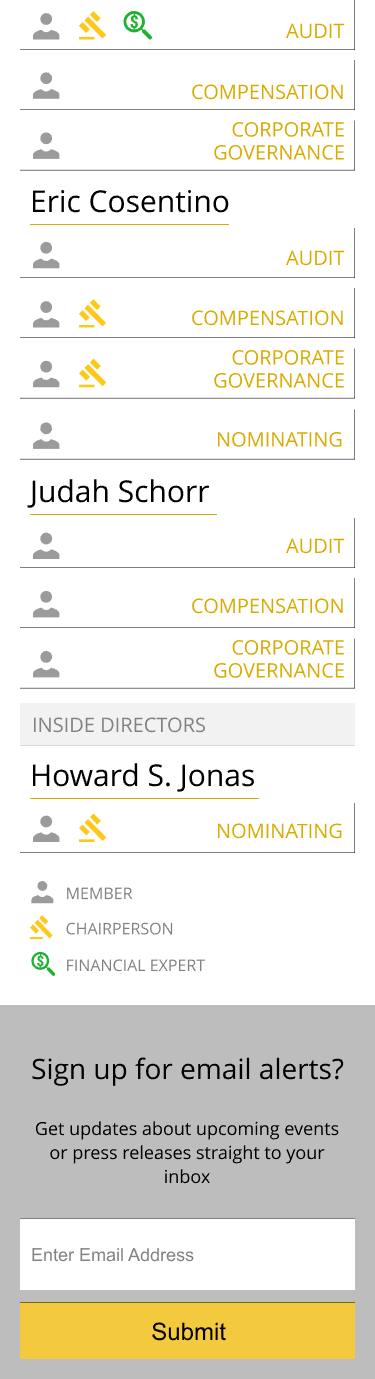 AUDIT
COMPENSATION
CORPORATE
GOVERNANCE
Eric Cosentino
AUDIT
COMPENSATION
CORPORATE
GOVERNANCE
NOMINATING
Judah Schorr
AUDIT
COMPENSATION
CORPORATE
GOVERNANCE
INSIDE DIRECTORS
Howard S. Jonas
NOMINATING
MEMBER
CHAIRPERSON
FINANCIAL EXPERT
Sign up for email alerts?
Get updates about upcoming events
or press releases straight to your
inbox
Enter Email Address
Submit